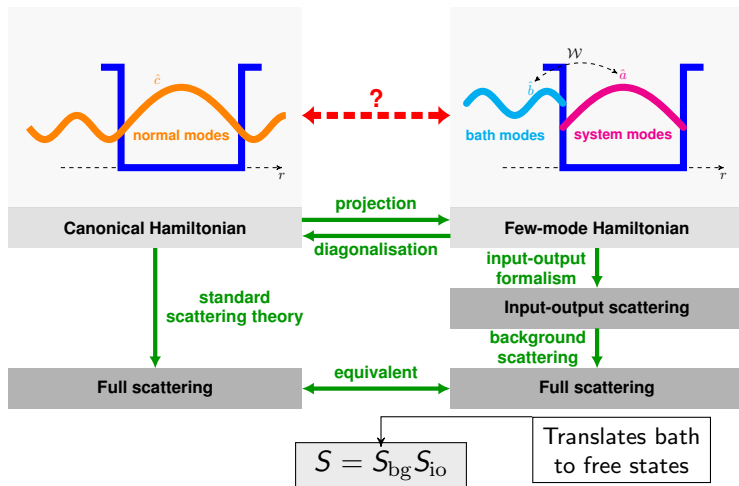 ĉ
normal modes
r
?
𝒲
b̂
â
bath modes
system modes
r
Canonical Hamiltonian
projection
diagonalisation
Few-mode Hamiltonian
standard
scattering theory
input-output
formalism
Input-output scattering
background
scattering
Full scattering
equivalent
Full scattering
S = S_bg S_io
Translates bath
to free states